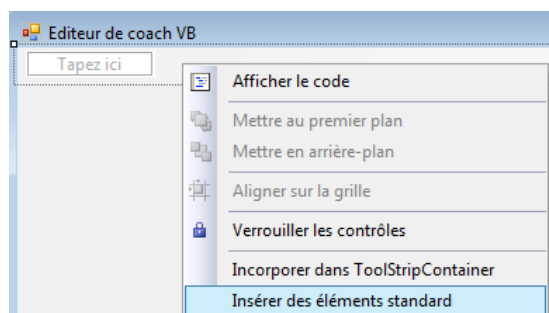 Editeur de coach VB
Tapez ici
Afficher le code
Mettre au premier plan
Mettre en arrière-plan
Aligner sur la grille
Verrouiller les contrôles
Incorporer dans ToolStripContainer
Insérer des éléments standard